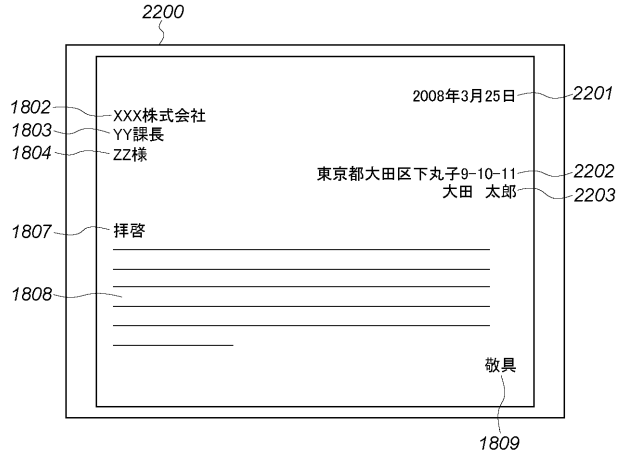 2200
2008年3月25日 2201
1802 XXX株式会社
1803 YY課長
1804 ZZ様
東京都大田区下丸子9-10-11 2202
大田 太郎 2203
1807 拝啓
1808
敬具
1809